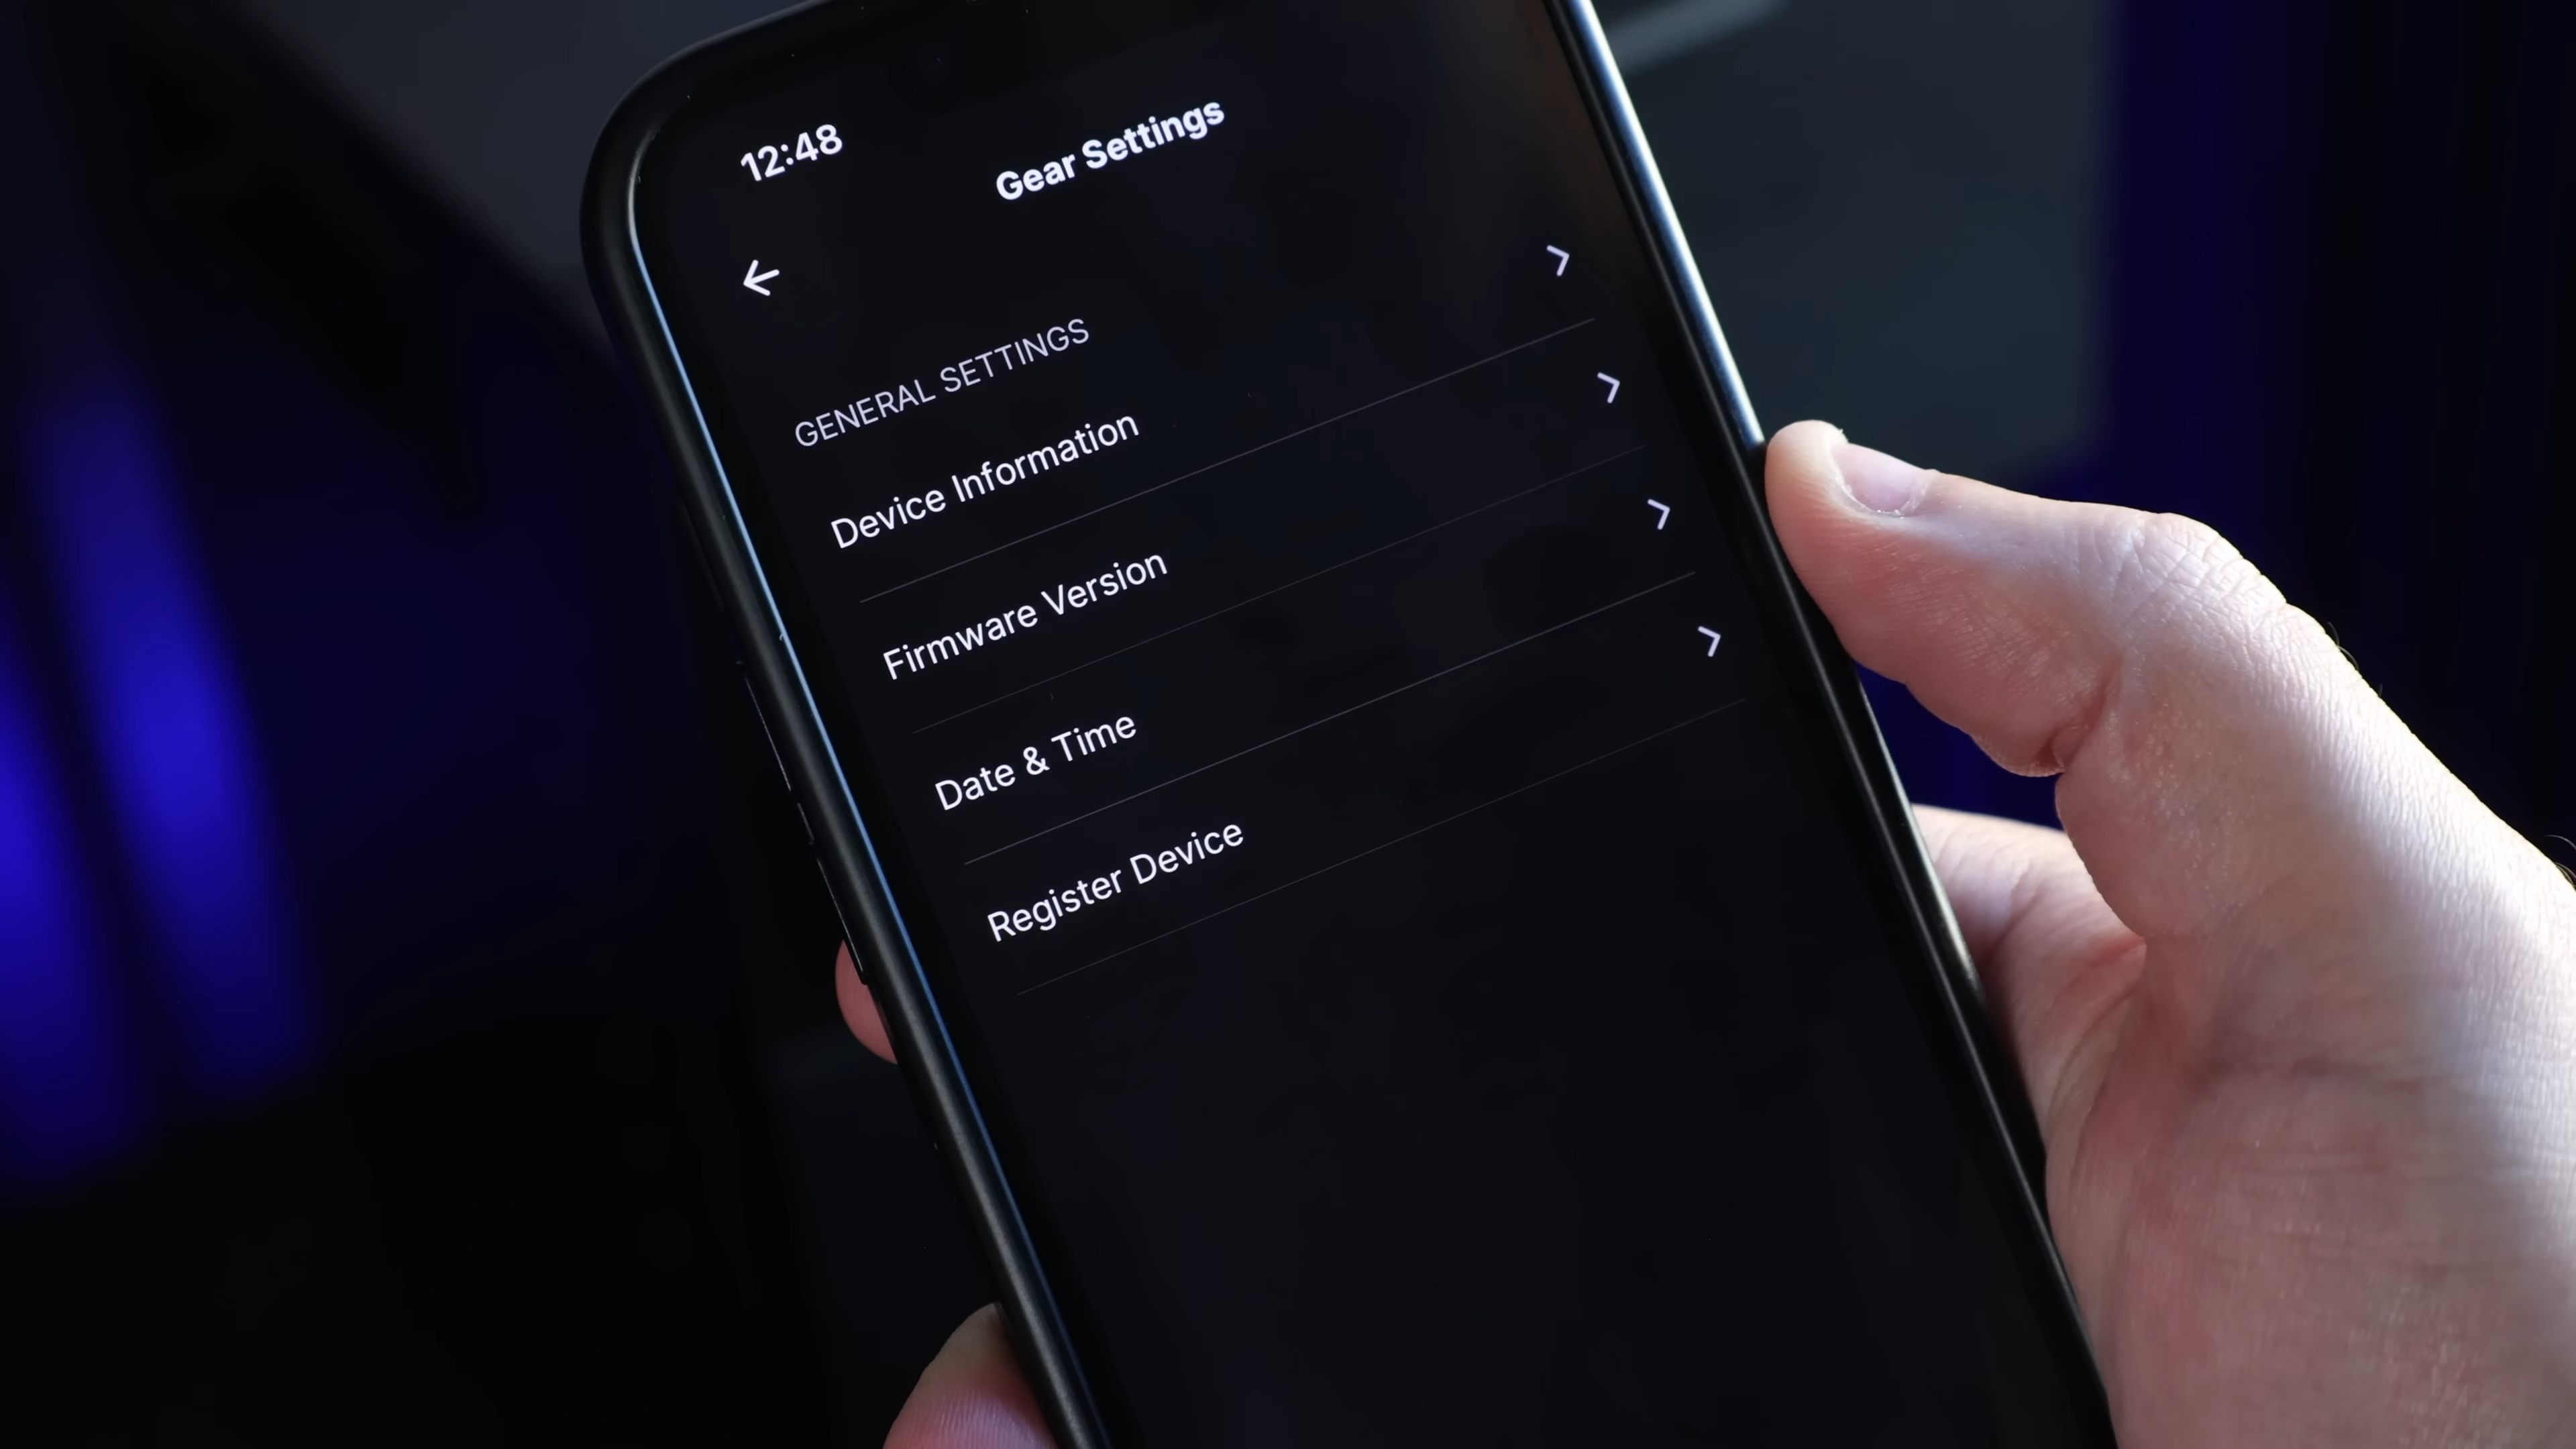 12:48
Gear Settings
GENERAL SETTINGS
Device Information
Firmware Version
Date & Time
Register Device